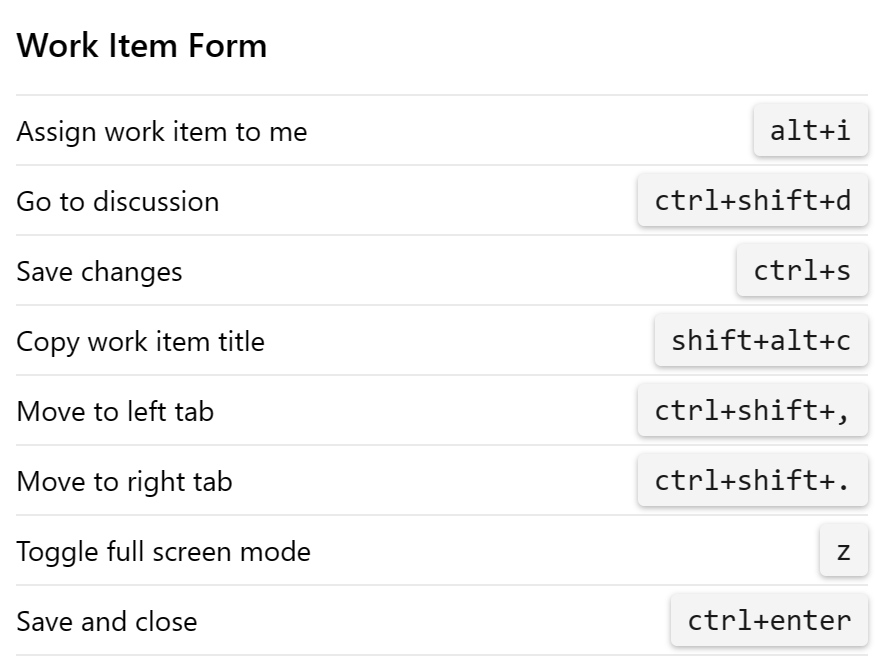 Work Item Form
Assign work item to me alt+i
Go to discussion ctrl+shift+d
Save changes ctrl+s
Copy work item title shift+alt+c
Move to left tab ctrl+shift+,
Move to right tab ctrl+shift+.
Toggle full screen mode z
Save and close ctrl+enter